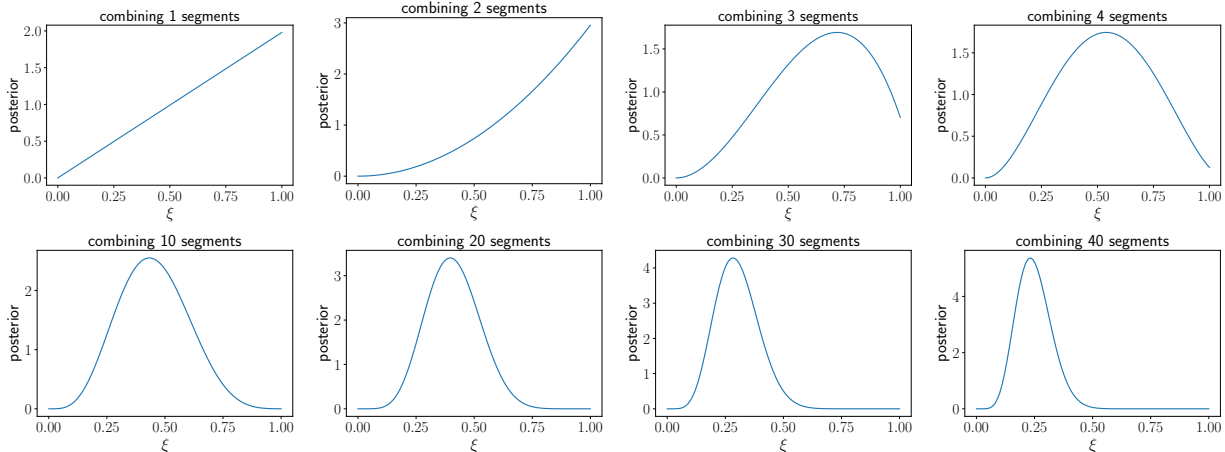 combining 1 segments
2.0
1.5
1.0
0.5
0.0
posterior
0.00 0.25 0.50 0.75 1.00
ξ
combining 2 segments
3
2
1
0
posterior
0.00 0.25 0.50 0.75 1.00
ξ
combining 3 segments
1.5
1.0
0.5
0.0
posterior
0.00 0.25 0.50 0.75 1.00
ξ
combining 4 segments
1.5
1.0
0.5
0.0
posterior
0.00 0.25 0.50 0.75 1.00
ξ
combining 10 segments
2
1
0
posterior
0.00 0.25 0.50 0.75 1.00
ξ
combining 20 segments
3
2
1
0
posterior
0.00 0.25 0.50 0.75 1.00
ξ
combining 30 segments
4
3
2
1
0
posterior
0.00 0.25 0.50 0.75 1.00
ξ
combining 40 segments
4
2
0
posterior
0.00 0.25 0.50 0.75 1.00
ξ